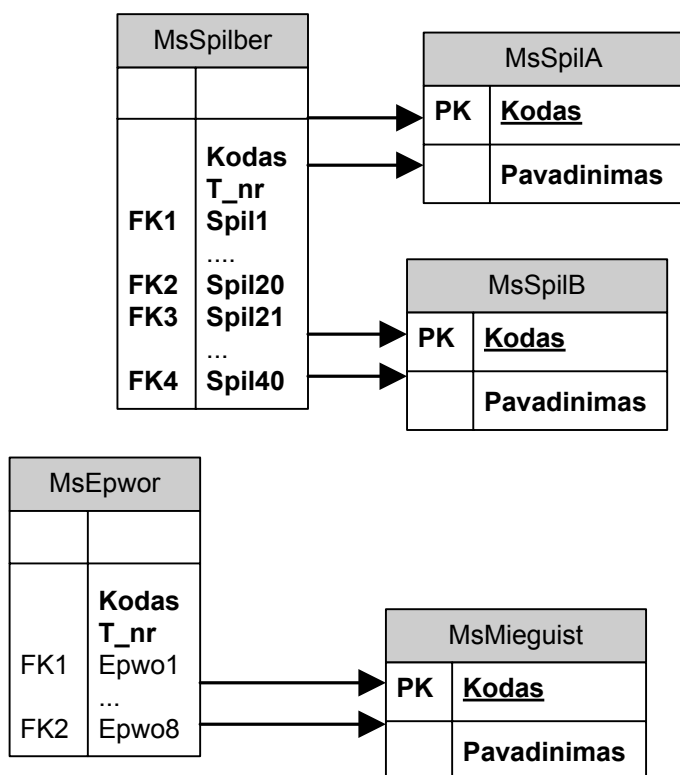 MsSpilber
Kodas
T_nr
FK1 Spil1
....
FK2 Spil20
FK3 Spil21
...
FK4 Spil40
MsSpilA
PK Kodas
Pavadinimas
MsSpilB
PK Kodas
Pavadinimas
MsEpwor
Kodas
T_nr
FK1 Epwo1
...
FK2 Epwo8
MsMieguist
PK Kodas
Pavadinimas